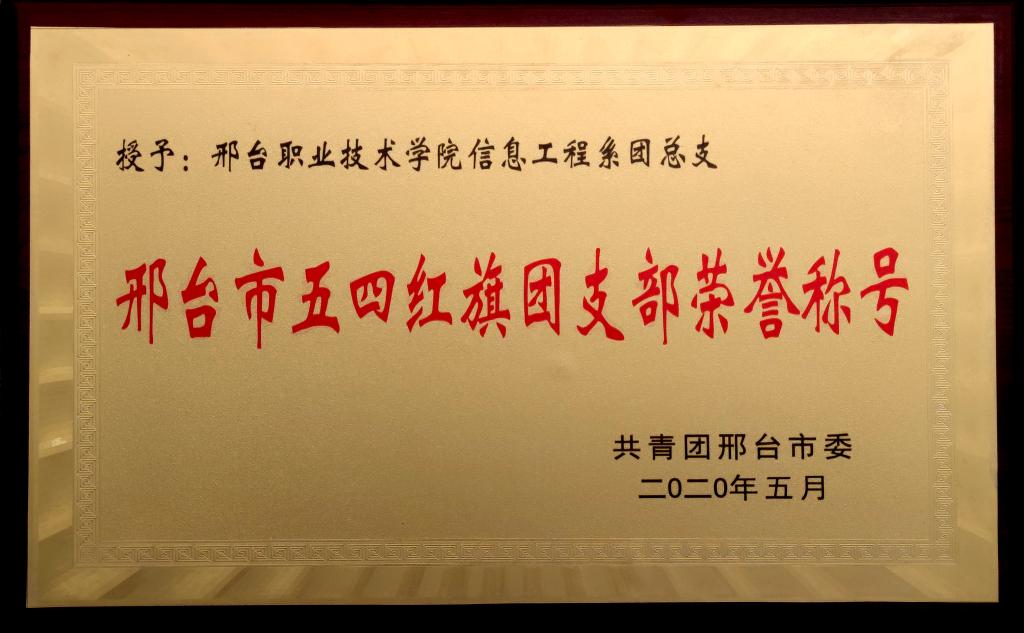 授予：邢台职业技术学院信息工程系团总支
邢台市五四红旗团支部荣誉称号
共青团邢台市委
二0二0年五月